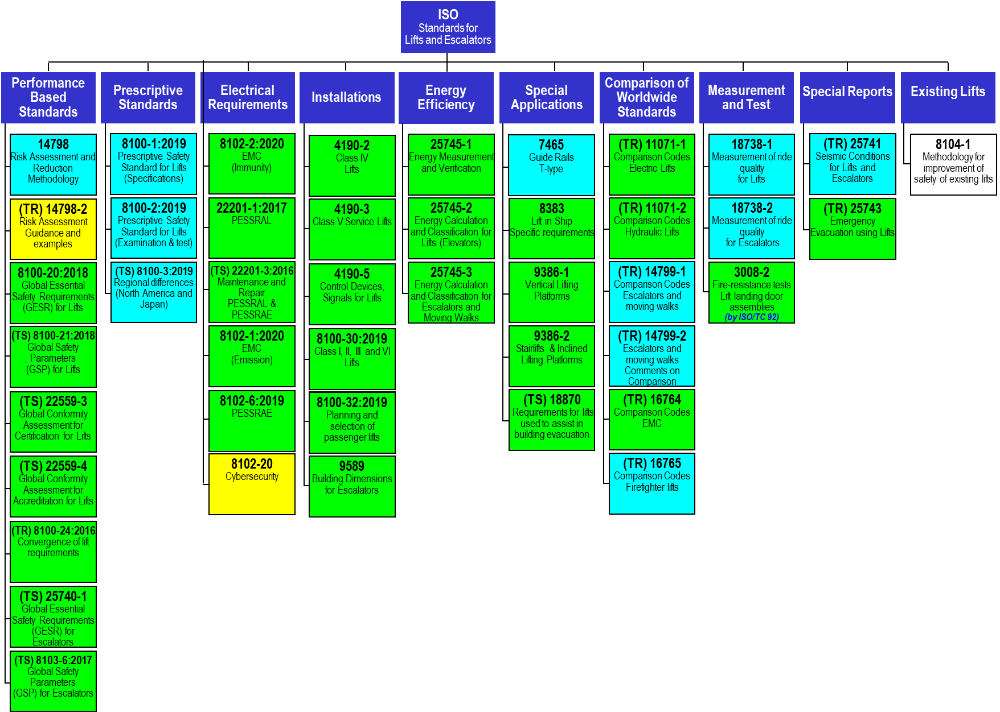 ISO
Standards for
Lifts and Escalators
Performance
Based
Standards
14798
Risk Assessment and
Reduction
Methodology
(TR) 14798-2
Risk Assessment
Guidance and
examples
8100-20:2018
Global Essential
Safety Requirements
(GESR) for Lifts
(TS) 8100-21:2018
Global Safety
Parameters
(GSP) for Lifts
(TS) 22559-3
Global Conformity
Assessment for
Certification for Lifts
(TS) 22559-4
Global Conformity
Assessment for
Accreditation for Lifts
(TR) 8100-24:2016
Convergence of lift
requirements
(TS) 25740-1
Global Essential
Safety Requirements
(GESR) for
Escalators
(TS) 8103-6:2017
Global Safety
Parameters
(GSP) for Escalators
Prescriptive
Standards
8100-1:2019
Prescriptive Safety
Standard for Lifts
(Specifications)
8100-2:2019
Prescriptive Safety
Standard for Lifts
(Examination & test)
(TS) 8100-3:2019
Regional differences
(North America and
Japan)
Electrical
Requirements
8102-2:2020
EMC
(Immunity)
22201-1:2017
PESSRAL
(TS) 22201-3:2016
Maintenance and
Repair
PESSRAL &
PESSRAE
8102-1:2020
EMC
(Emission)
8102-6:2019
PESSRAE
8102-20
Cybersecurity
Installations
4190-2
Class IV
Lifts
4190-3
Class V Service Lifts
4190-5
Control Devices,
Signals for Lifts
8100-30:2019
Class I, II, III and VI
Lifts
8100-32:2019
Planning and
selection of
passenger lifts
9589
Building Dimensions
for Escalators
Energy
Efficiency
25745-1
Energy Measurement
and Verification
25745-2
Energy Calculation
and Classification for
Lifts (Elevators)
25745-3
Energy Calculation
and Classification for
Escalators and
Moving Walks
Special
Applications
7465
Guide Rails
T-type
8383
Lift in Ship
Specific requirements
9386-1
Vertical Lifting
Platforms
9386-2
Stairlifts & Inclined
Lifting Platforms
(TS) 18870
Requirements for lifts
used to assist in
building evacuation
Comparison of
Worldwide
Standards
(TR) 11071-1
Comparison Codes
Electric Lifts
(TR) 11071-2
Comparison Codes
Hydraulic Lifts
(TR) 14799-1
Comparison Codes
Escalators and
moving walks
(TR) 14799-2
Escalators and
moving walks
Comments on
Comparison
(TR) 16764
Comparison Codes
EMC
(TR) 16765
Comparison Codes
Firefighter lifts
Measurement
and Test
18738-1
Measurement of ride
quality
for Lifts
18738-2
Measurement of ride
quality
for Escalators
3008-2
Fire-resistance tests
Lift landing door
assemblies
(by ISO/TC 92)
Special Reports
(TR) 25741
Seismic Conditions
for Lifts and
Escalators
(TR) 25743
Emergency
Evacuation using Lifts
Existing Lifts
8104-1
Methodology for
improvement of
safety of existing lifts